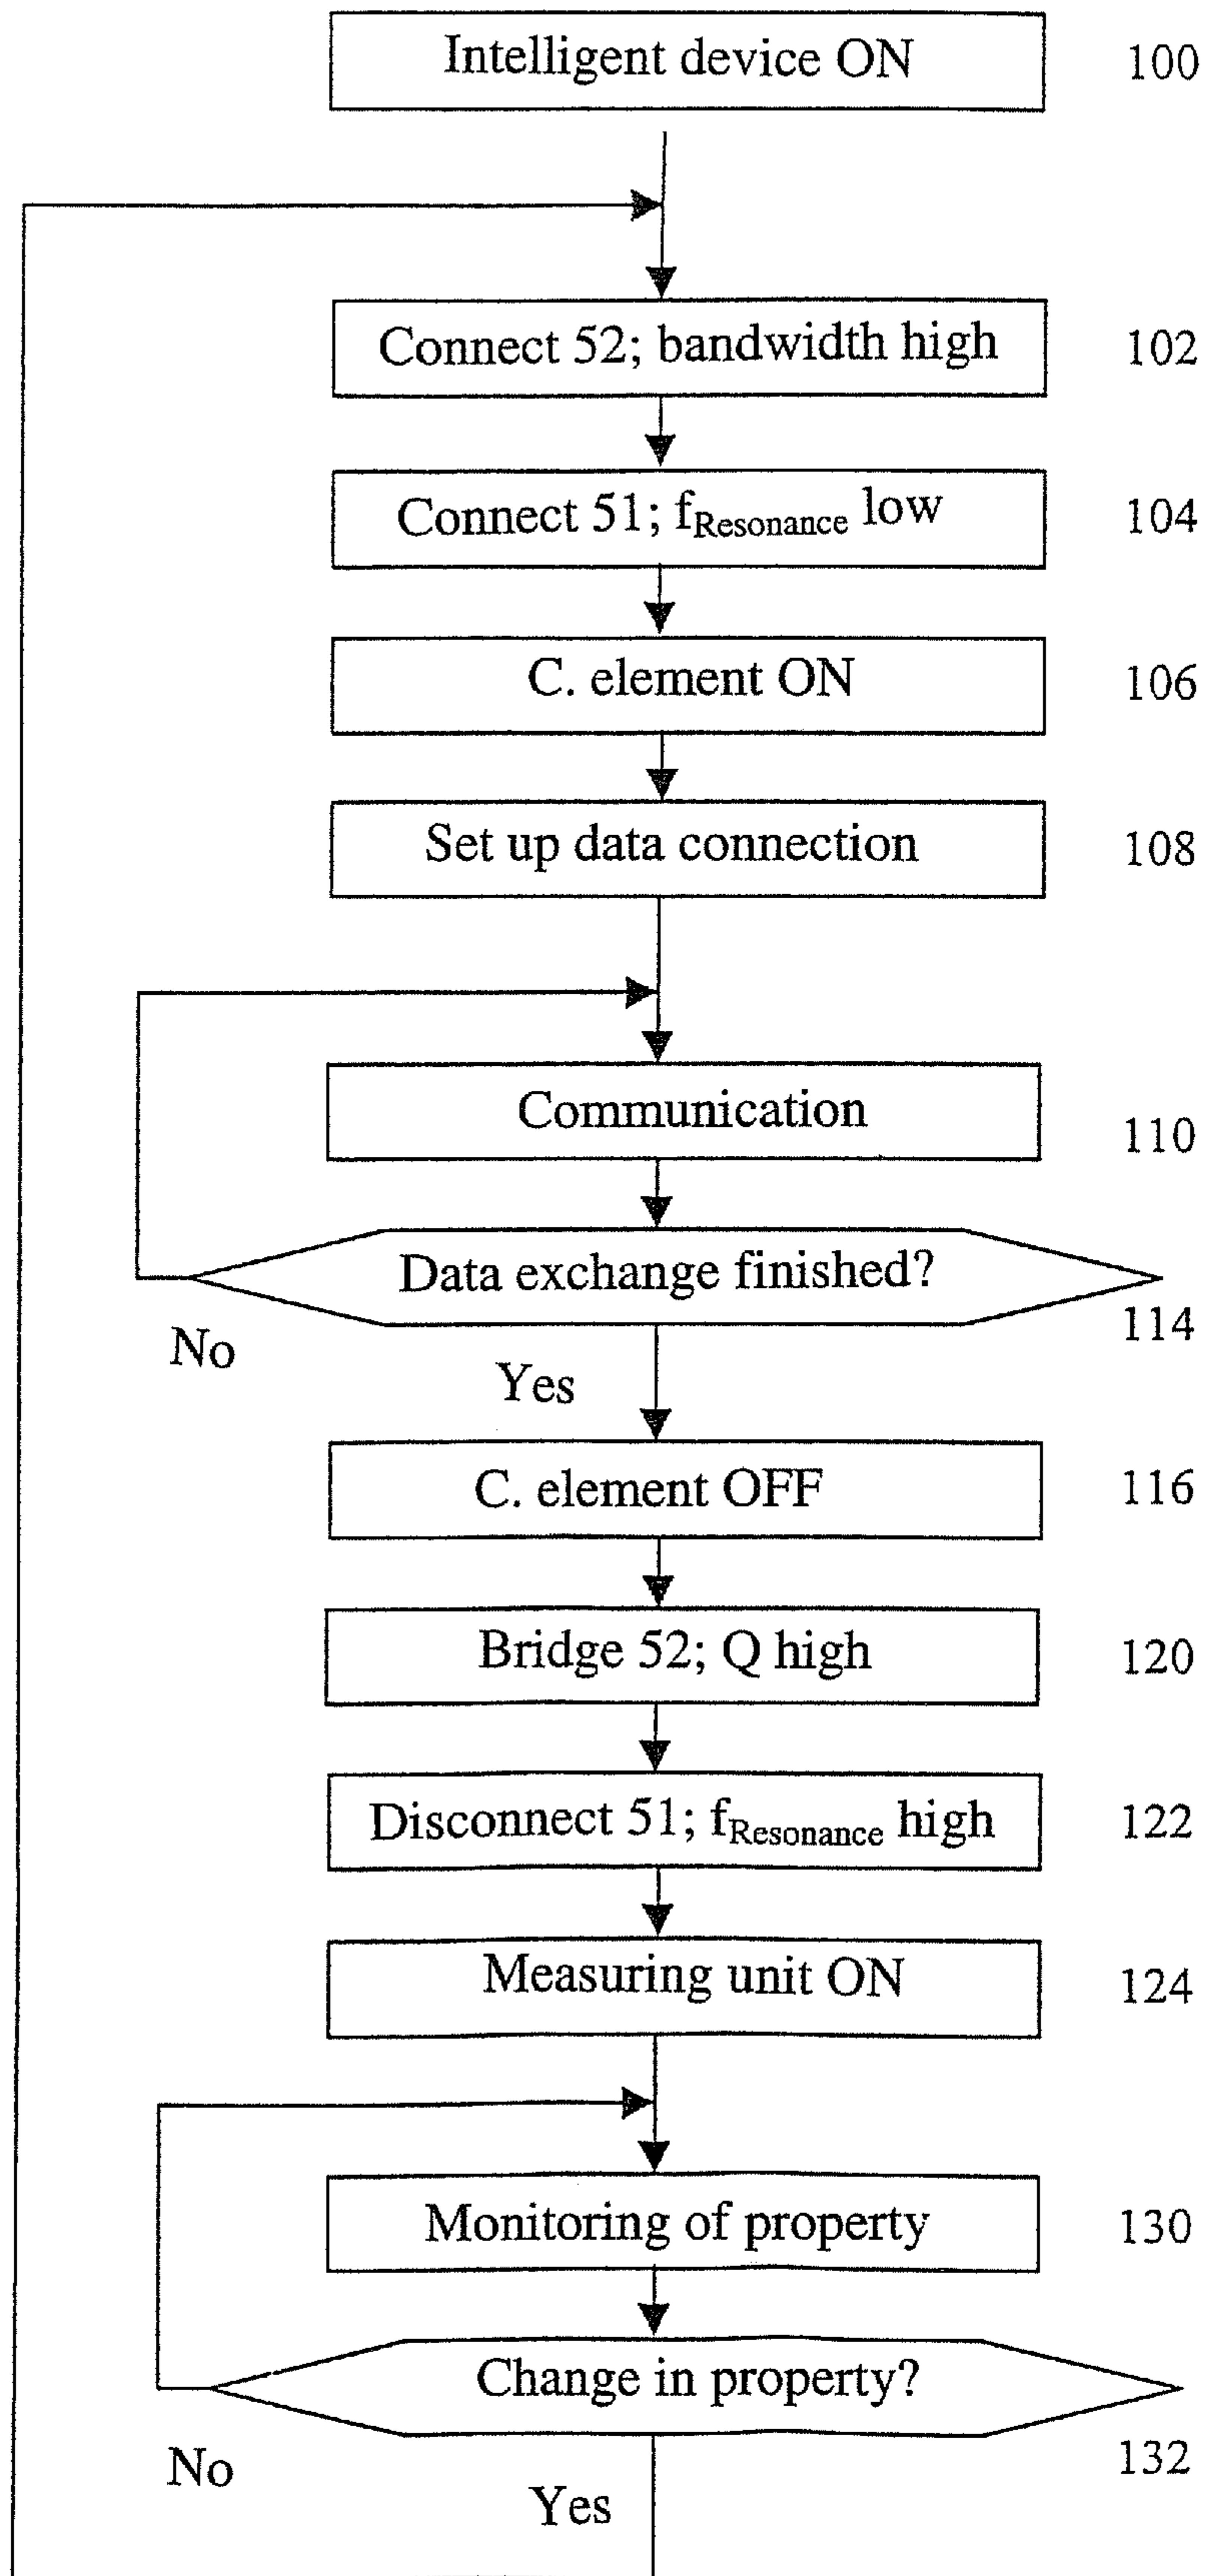 Intelligent device ON 100
Connect 52; bandwidth high 102
Connect 51; fResonance low 104
C. element ON 106
Set up data connection 108
Communication 110
Data exchange finished? 114
No
Yes
C. element OFF 116
Bridge 52; Q high 120
Disconnect 51; fResonance high 122
Measuring unit ON 124
Monitoring of property 130
Change in property? 132
No
Yes